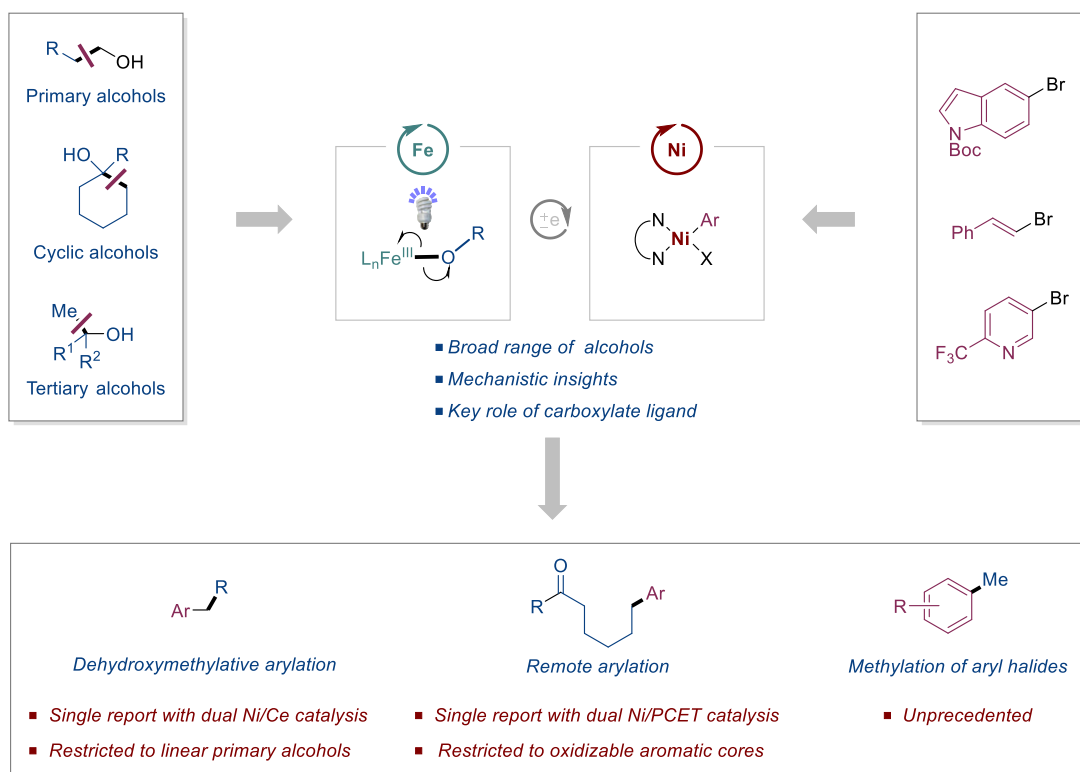 R
OH
Primary alcohols
HO
R
Cyclic alcohols
Me
OH
R1
R2
Tertiary alcohols
Fe
LnFeIII
O
R
+e
−
Ni
N
Ar
Ni
N
X
Br
N
Boc
Ph
Br
Br
F3C
N
▪ Broad range of alcohols
▪ Mechanistic insights
▪ Key role of carboxylate ligand
R
Ar
Dehydroxymethylative arylation
▪ Single report with dual Ni/Ce catalysis
▪ Restricted to linear primary alcohols
O
R
Ar
Remote arylation
▪ Single report with dual Ni/PCET catalysis
▪ Restricted to oxidizable aromatic cores
Me
R
Methylation of aryl halides
▪ Unprecedented